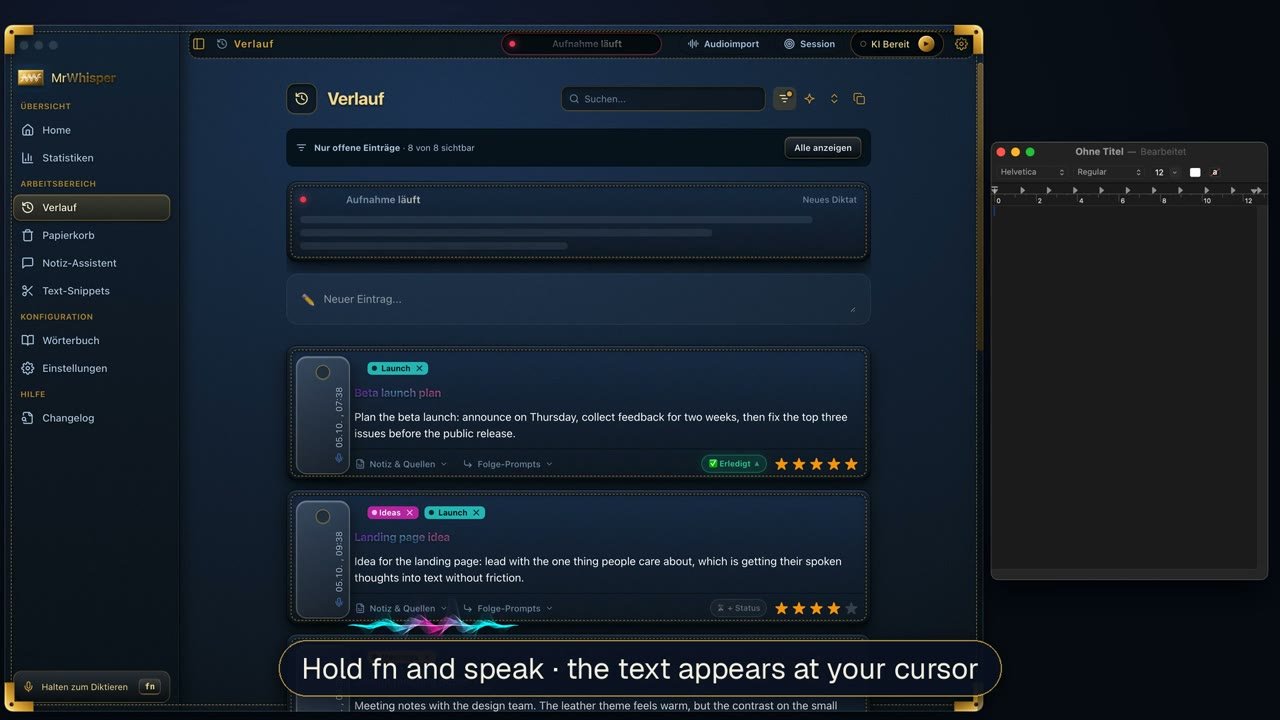 Verlauf
Aufnahme läuft
Audioimport
Session
KI Bereit
MrWhisper
ÜBERSICHT
Home
Statistiken
ARBEITSBEREICH
Verlauf
Papierkorb
Notiz-Assistent
Text-Snippets
KONFIGURATION
Wörterbuch
Einstellungen
HILFE
Changelog
Halten zum Diktieren fn
Verlauf
Suchen...
Nur offene Einträge · 8 von 8 sichtbar
Alle anzeigen
Aufnahme läuft
Neues Diktat
Neuer Eintrag...
Launch
05.10. , 07:38
Beta launch plan
Plan the beta launch: announce on Thursday, collect feedback for two weeks, then fix the top three
issues before the public release.
Notiz & Quellen
Folge-Prompts
Erledigt
Ideas
Launch
05.10. , 09:38
Landing page idea
Idea for the landing page: lead with the one thing people care about, which is getting their spoken
thoughts into text without friction.
Notiz & Quellen
Folge-Prompts
+ Status
Hold fn and speak · the text appears at your cursor
Meeting notes with the design team. The leather theme feels warm, but the contrast on the small
Ohne Titel — Bearbeitet
Helvetica
Regular
12
a
0 2 4 6 8 10 12